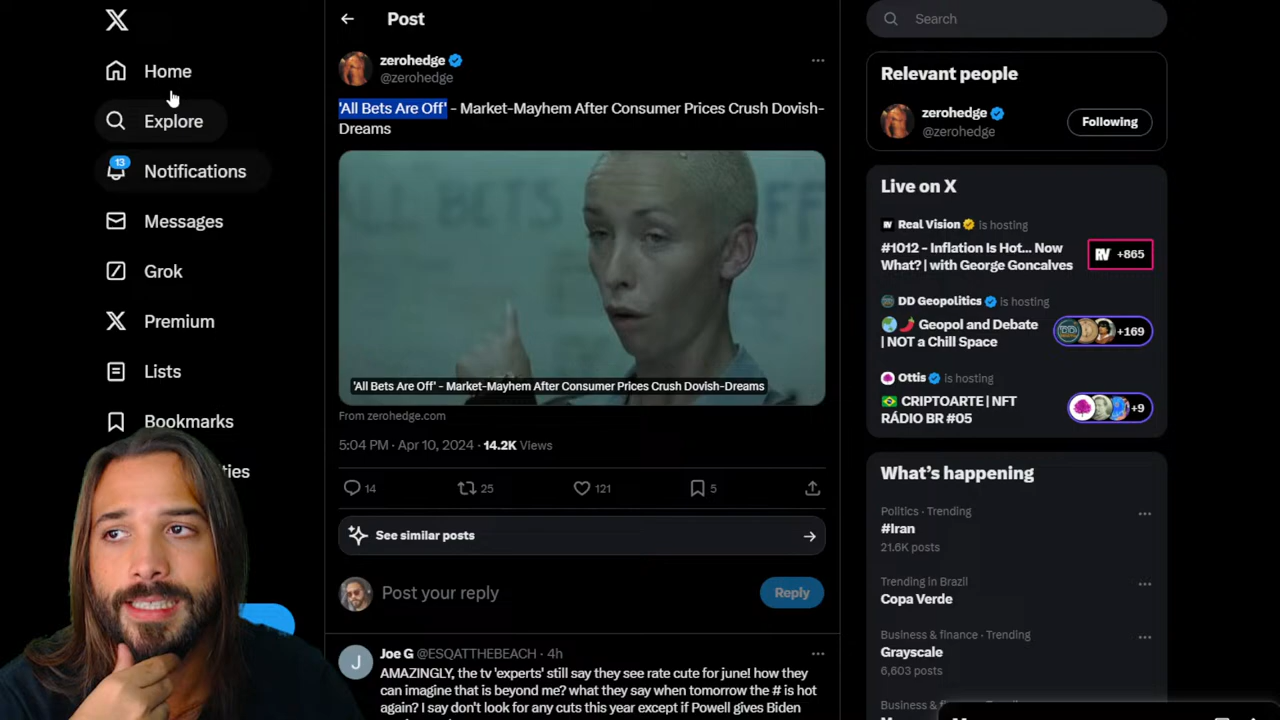 Home
Explore
13
Notifications
Messages
Grok
Premium
Lists
Bookmarks
Post
zerohedge
@zerohedge
'All Bets Are Off' - Market-Mayhem After Consumer Prices Crush Dovish-
Dreams
ALL BETS
'All Bets Are Off' - Market-Mayhem After Consumer Prices Crush Dovish-Dreams
From zerohedge.com
5:04 PM · Apr 10, 2024 · 14.2K Views
14 25 121 5
See similar posts
Post your reply
Reply
J
Joe G @ESQATTHEBEACH · 4h
AMAZINGLY, the tv 'experts' still say they see rate cute for june! how they
can imagine that is beyond me? what they say when tomorrow the # is hot
again? I say don't look for any cuts this year except if Powell gives Biden
Search
Relevant people
zerohedge
@zerohedge
Following
Live on X
RV Real Vision is hosting
#1012 - Inflation Is Hot... Now
What? | with George Goncalves
RV +865
DD Geopolitics is hosting
Geopol and Debate
| NOT a Chill Space
+169
Ottis is hosting
CRIPTOARTE | NFT
RÁDIO BR #05
+9
What's happening
Politics · Trending
#Iran
21.6K posts
Trending in Brazil
Copa Verde
Business & finance · Trending
Grayscale
6,603 posts